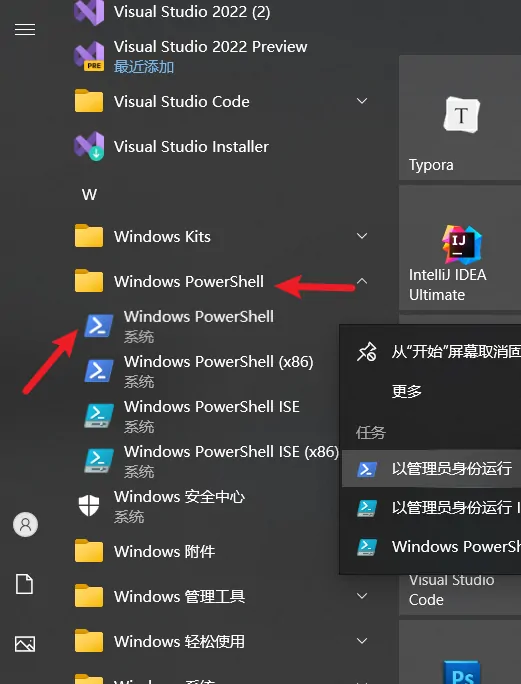 Visual Studio 2022 (2)
Visual Studio 2022 Preview
最近添加
Visual Studio Code
Visual Studio Installer
W
Windows Kits
Windows PowerShell
Windows PowerShell
系统
Windows PowerShell (x86)
系统
Windows PowerShell ISE
系统
Windows PowerShell ISE (x86)
系统
Windows 安全中心
系统
Windows 附件
Windows 管理工具
Windows 轻松使用
Windows 系统
T
Typora
IJ
IntelliJ IDEA
Ultimate
从“开始”屏幕取消固
更多
任务
以管理员身份运行
以管理员身份运行 I
Windows PowerSh
Visual Studio
Code
Ps
PRE